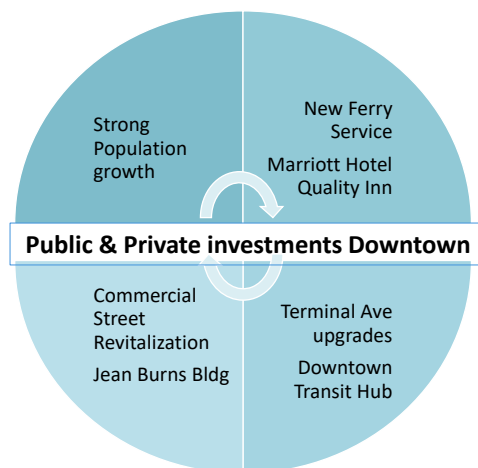 Strong
Population
growth
New Ferry
Service
Marriott Hotel
Quality Inn
Public & Private investments Downtown
Commercial
Street
Revitalization
Jean Burns Bldg
Terminal Ave
upgrades
Downtown
Transit Hub